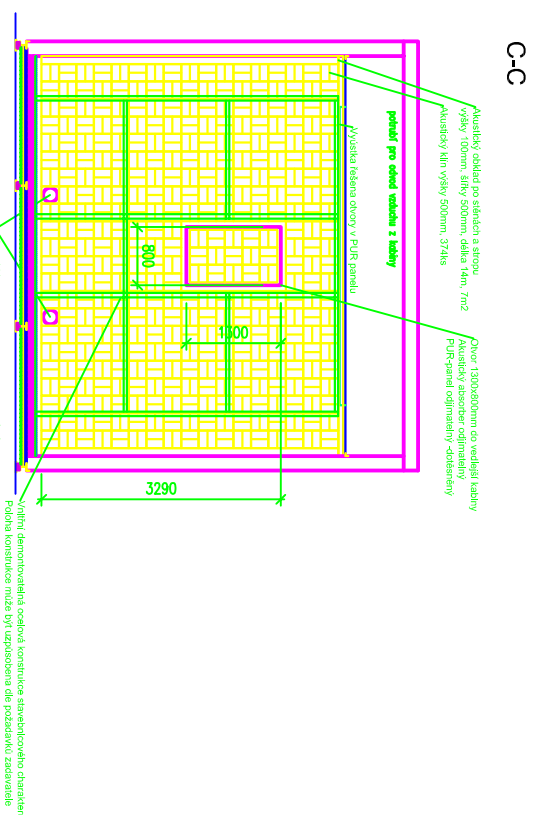 C-C
Akustický obklad po stěnách a stropu
výšky 100mm, šířky 500mm, délka 14m, 7m2
Akustický klín výšky 500mm, 374ks
potrubí pro odvod vzduchu z kabiny
Vyústka řešena otvory v PUR panelu
Otvor 1300x800mm do vedlejší kabiny
Akustický absorber odjímatelný
PUR-panel odjímatelný -dotěsněný
800
1300
3290
Vnitřní demontovatelná ocelová konstrukce stavebnicového charakteru
Poloha konstrukce může být uzpůsobena dle požadavků zadavatele